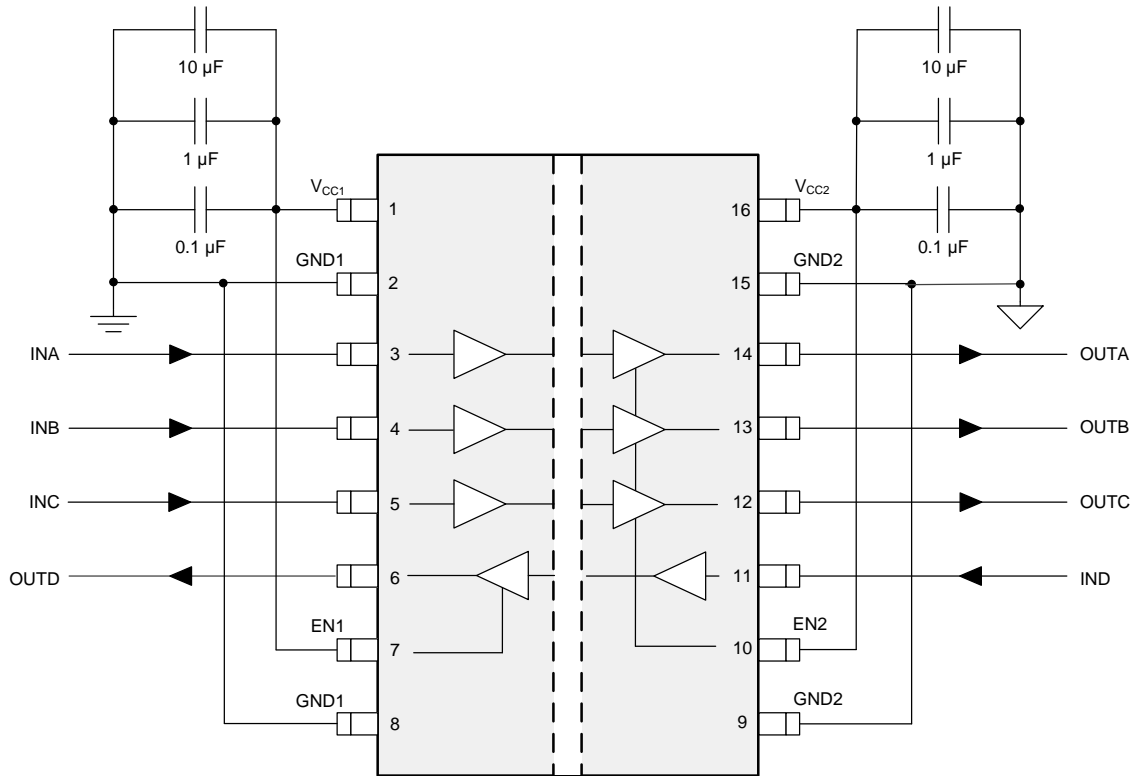 10 µF
10 µF
1 µF
1 µF
VCC1
1
16
VCC2
0.1 µF
0.1 µF
GND1
2
15
GND2
INA
3
14
OUTA
INB
4
13
OUTB
INC
5
12
OUTC
OUTD
6
11
IND
EN1
7
10
EN2
GND1
8
9
GND2